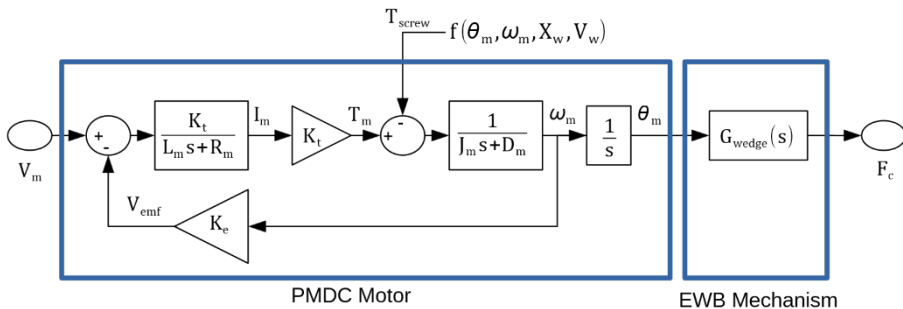 T_screw
f(θ_m, ω_m, X_w, V_w)
V_m
+
-
K_t
L_m s+R_m
I_m
K_t
T_m
+
-
1
J_m s+D_m
ω_m
1
s
θ_m
G_wedge(s)
F_c
V_emf
K_e
PMDC Motor
EWB Mechanism